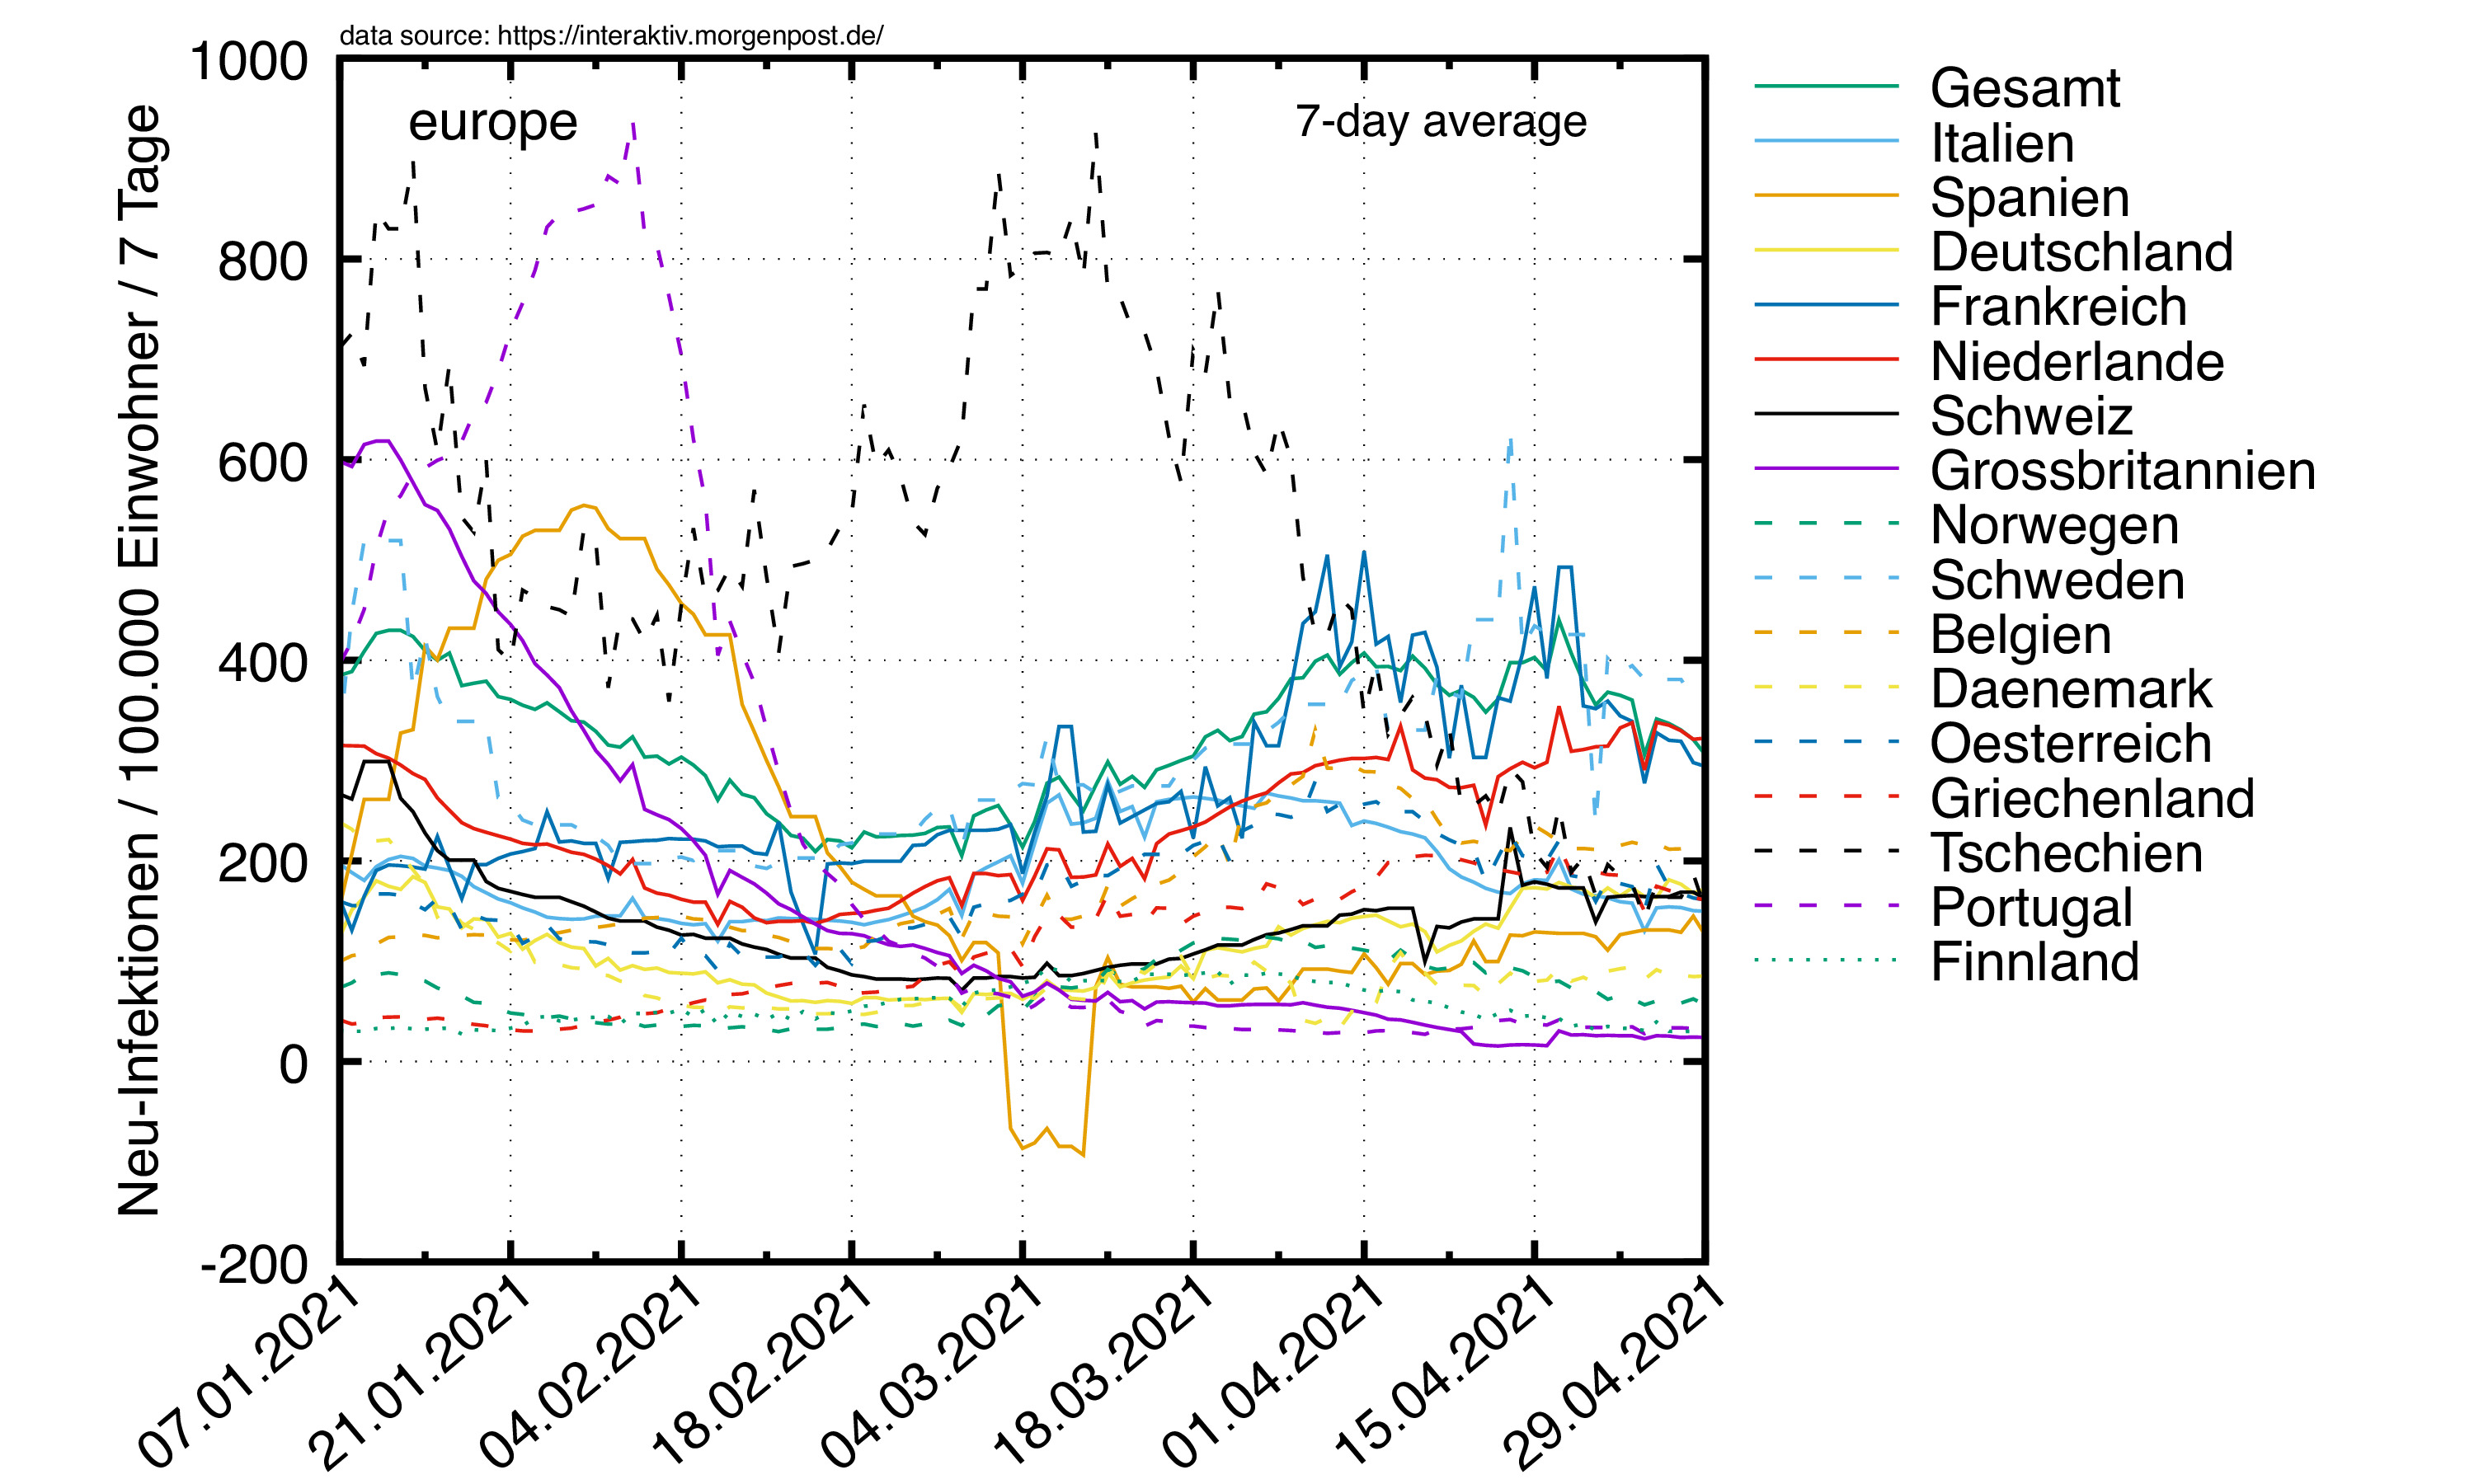 data source: https://interaktiv.morgenpost.de/
europe
7-day average
Neu-Infektionen / 100.000 Einwohner / 7 Tage
1000
800
600
400
200
0
-200
07.01.2021
21.01.2021
04.02.2021
18.02.2021
04.03.2021
18.03.2021
01.04.2021
15.04.2021
29.04.2021
Gesamt
Italien
Spanien
Deutschland
Frankreich
Niederlande
Schweiz
Grossbritannien
Norwegen
Schweden
Belgien
Daenemark
Oesterreich
Griechenland
Tschechien
Portugal
Finnland